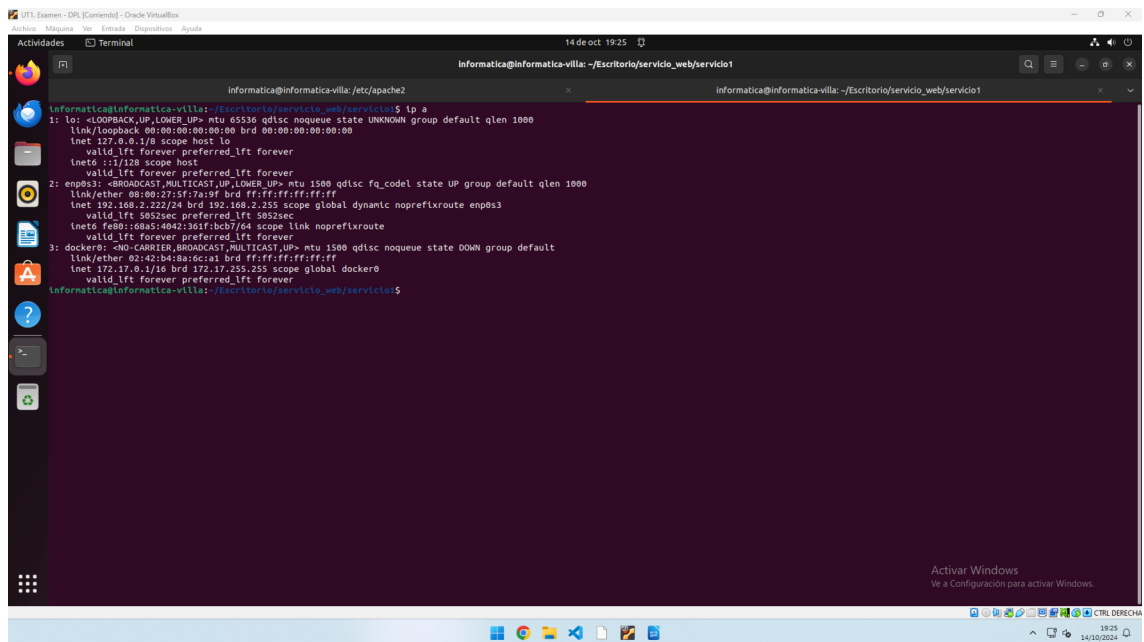 UT1. Examen - DPL [Corriendo] - Oracle VirtualBox
Archivo Máquina Ver Entrada Dispositivos Ayuda
Actividades Terminal 14 de oct 19:25
informatica@informatica-villa: ~/Escritorio/servicio_web/servicio1
informatica@informatica-villa: /etc/apache2
informatica@informatica-villa: ~/Escritorio/servicio_web/servicio1
informatica@informatica-villa:~/Escritorio/servicio_web/servicio1$ ip a
1: lo: <LOOPBACK,UP,LOWER_UP> mtu 65536 qdisc noqueue state UNKNOWN group default qlen 1000
link/loopback 00:00:00:00:00:00 brd 00:00:00:00:00:00
inet 127.0.0.1/8 scope host lo
valid_lft forever preferred_lft forever
inet6 ::1/128 scope host
valid_lft forever preferred_lft forever
2: enp0s3: <BROADCAST,MULTICAST,UP,LOWER_UP> mtu 1500 qdisc fq_codel state UP group default qlen 1000
link/ether 08:00:27:5f:7a:9f brd ff:ff:ff:ff:ff:ff
inet 192.168.2.222/24 brd 192.168.2.255 scope global dynamic noprefixroute enp0s3
valid_lft 5052sec preferred_lft 5052sec
inet6 fe80::68a5:4042:361f:bcb7/64 scope link noprefixroute
valid_lft forever preferred_lft forever
3: docker0: <NO-CARRIER,BROADCAST,MULTICAST,UP> mtu 1500 qdisc noqueue state DOWN group default
link/ether 02:42:b4:8a:6c:a1 brd ff:ff:ff:ff:ff:ff
inet 172.17.0.1/16 brd 172.17.255.255 scope global docker0
valid_lft forever preferred_lft forever
informatica@informatica-villa:~/Escritorio/servicio_web/servicio1$
Activar Windows
Ve a Configuración para activar Windows.
CTRL DERECHA
19:25
14/10/2024